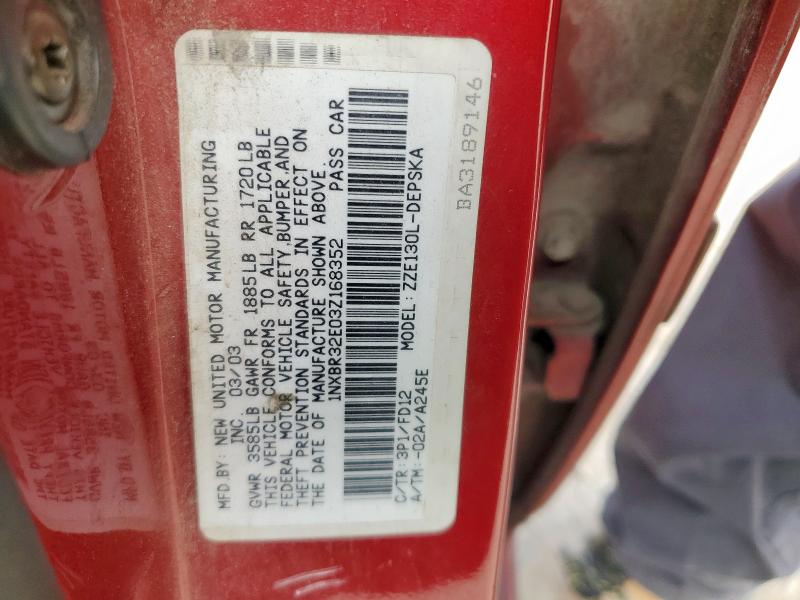 MFD.BY: NEW UNITED MOTOR MANUFACTURING
INC. 03/03
GVWR 3585LB GAWR FR 1885LB RR 1720LB
THIS VEHICLE CONFORMS TO ALL APPLICABLE
FEDERAL MOTOR VEHICLE SAFETY,BUMPER,AND
THEFT PREVENTION STANDARDS IN EFFECT ON
THE DATE OF MANUFACTURE SHOWN ABOVE.
1NXBR32E03Z168352 PASS CAR
C/TR: 3P1/FD12 MODEL: ZZE130L-DEPSKA
A/TM: -02A/A245E
BA3189146